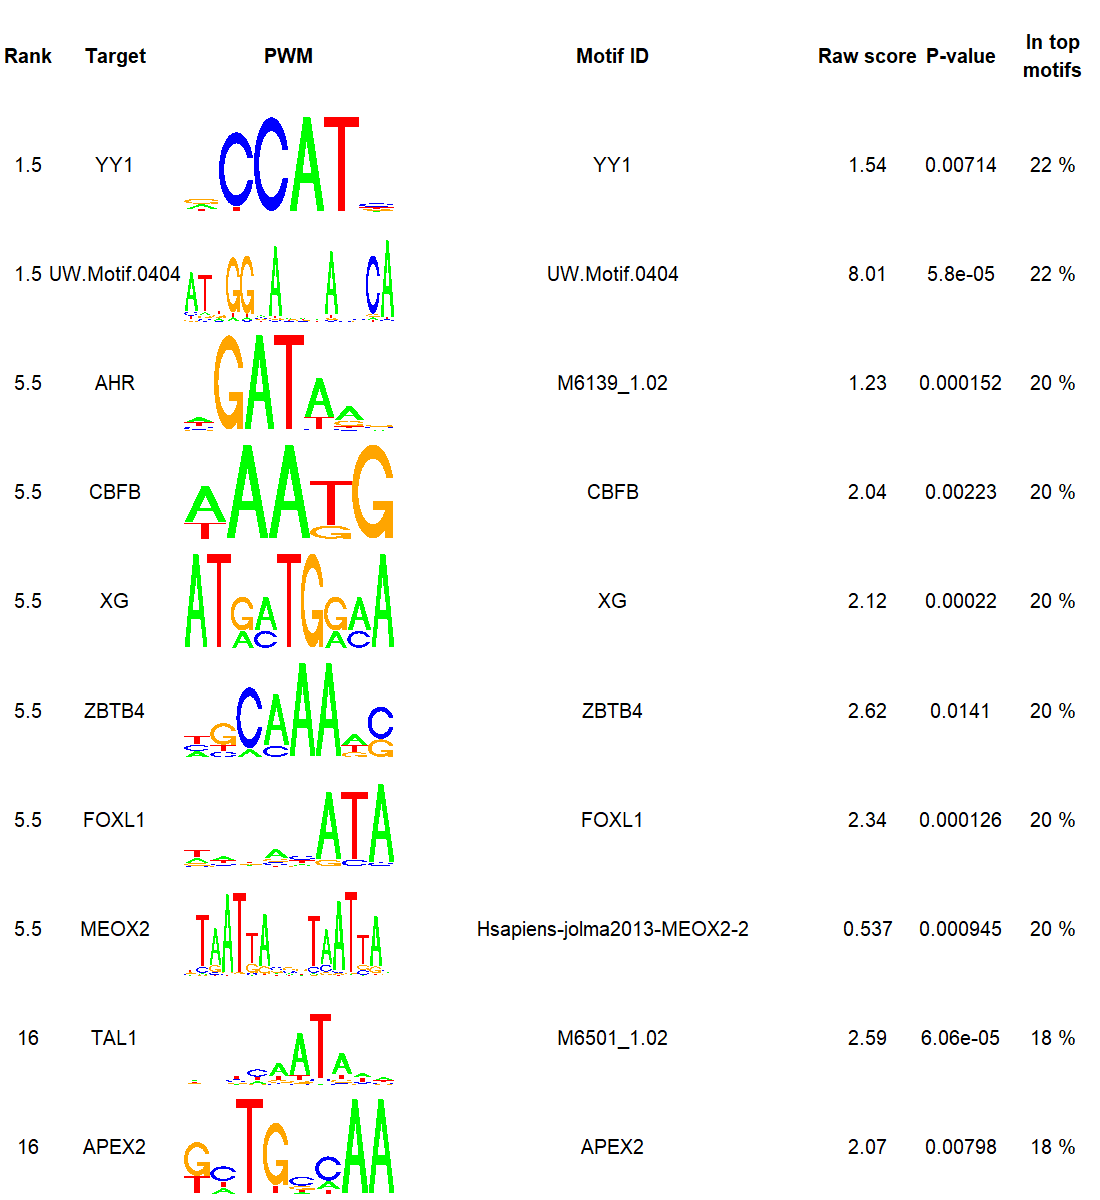 Rank Target PWM Motif ID Raw score P-value In top motifs
1.5 YY1 YY1 1.54 0.00714 22 %
1.5 UW.Motif.0404 UW.Motif.0404 8.01 5.8e-05 22 %
5.5 AHR M6139_1.02 1.23 0.000152 20 %
5.5 CBFB CBFB 2.04 0.00223 20 %
5.5 XG XG 2.12 0.00022 20 %
5.5 ZBTB4 ZBTB4 2.62 0.0141 20 %
5.5 FOXL1 FOXL1 2.34 0.000126 20 %
5.5 MEOX2 Hsapiens-jolma2013-MEOX2-2 0.537 0.000945 20 %
16 TAL1 M6501_1.02 2.59 6.06e-05 18 %
16 APEX2 APEX2 2.07 0.00798 18 %